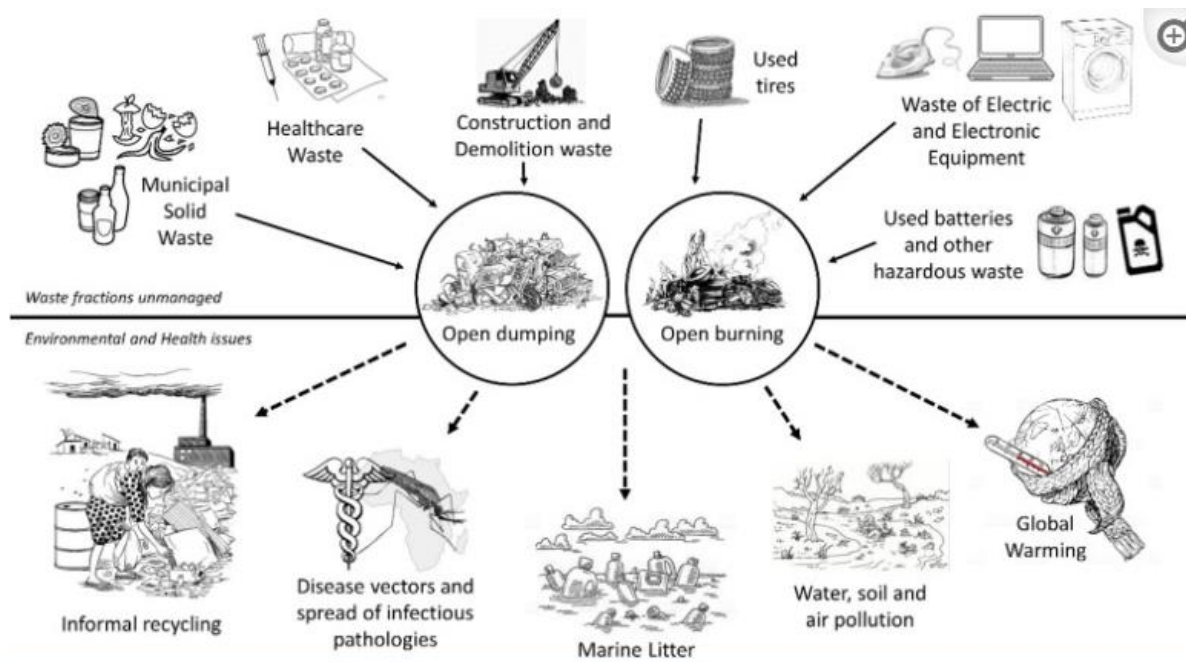 Healthcare
Waste
Construction and
Demolition waste
Used
tires
Waste of Electric
and Electronic
Equipment
Municipal
Solid
Waste
Used batteries
and other
hazardous waste
Waste fractions unmanaged
Open dumping
Open burning
Environmental and Health issues
Informal recycling
Disease vectors and
spread of infectious
pathologies
Marine Litter
Water, soil and
air pollution
Global
Warming